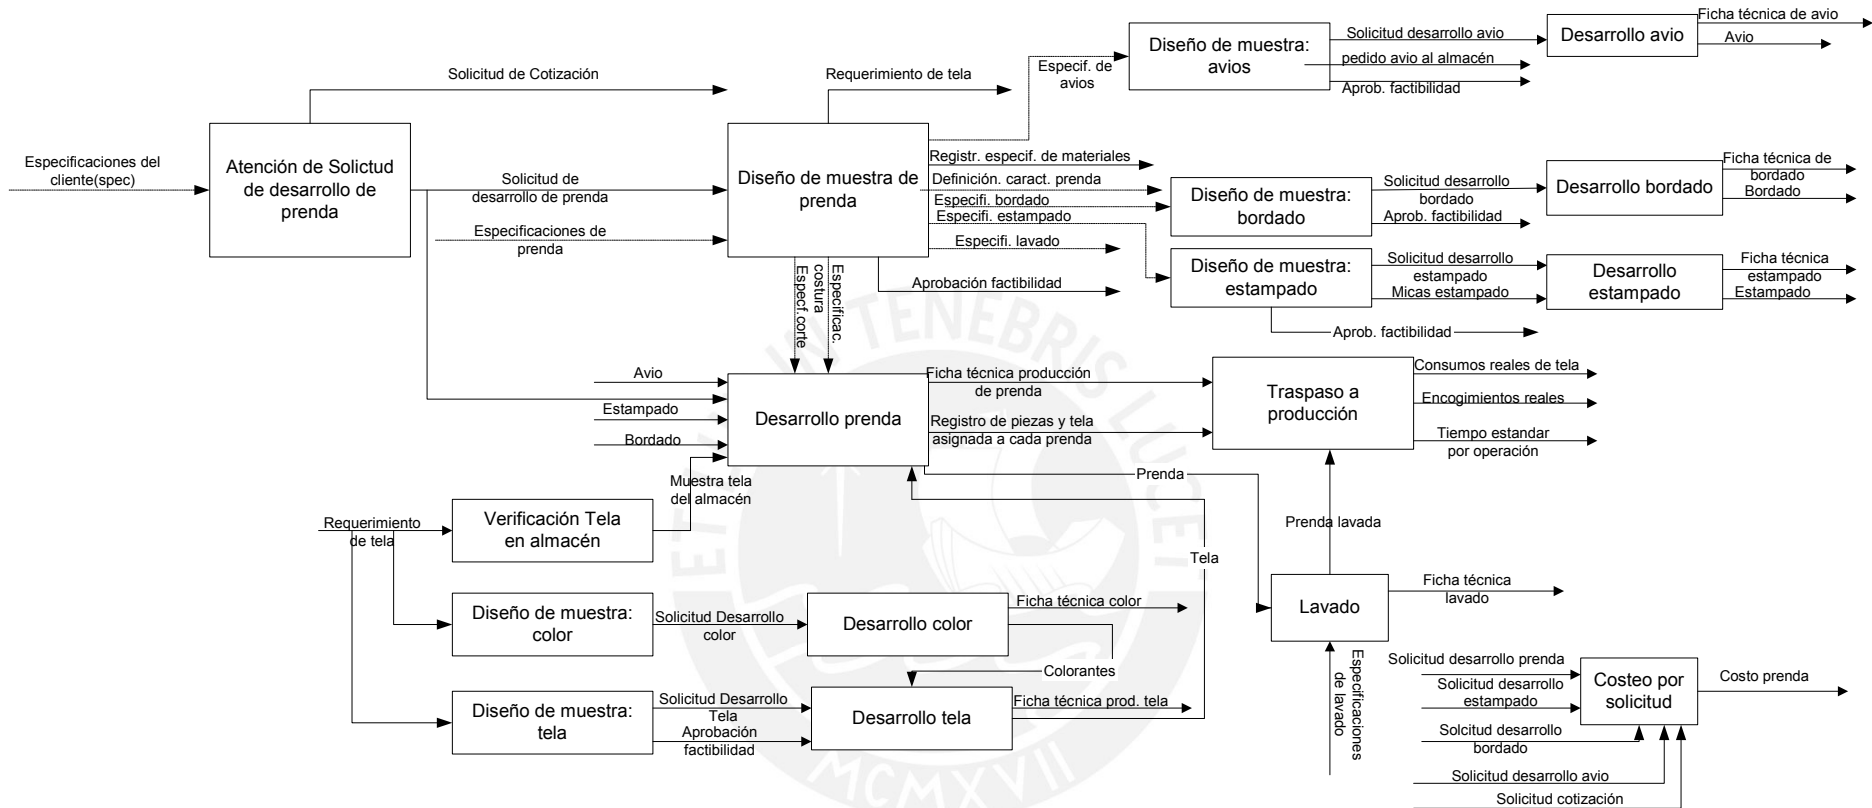 Solicitud de Cotización
Especificaciones del
cliente(spec)
Atención de Solictud
de desarrollo de
prenda
Solicitud de
desarrollo de prenda
Especificaciones de
prenda
Requerimiento de tela
Diseño de muestra de
prenda
Especif. de
avios
Registr. especif. de materiales
Definición. caract. prenda
Especifi. bordado
Especifi. estampado
Especifi. lavado
Aprobación factibilidad
Especificac.
costura
Especf.corte
Diseño de muestra:
avios
Solicitud desarrollo avio
pedido avio al almacén
Aprob. factibilidad
Desarrollo avio
Ficha técnica de avio
Avio
Diseño de muestra:
bordado
Solicitud desarrollo
bordado
Aprob. factibilidad
Desarrollo bordado
Ficha técnica de
bordado
Bordado
Diseño de muestra:
estampado
Solicitud desarrollo
estampado
Micas estampado
Aprob. factibilidad
Desarrollo
estampado
Ficha técnica
estampado
Estampado
Avio
Estampado
Bordado
Muestra tela
del almacén
Desarrollo prenda
Ficha técnica producción
de prenda
Registro de piezas y tela
asignada a cada prenda
Prenda
Traspaso a
producción
Consumos reales de tela
Encogimientos reales
Tiempo estandar
por operación
Requerimiento
de tela
Verificación Tela
en almacén
Tela
Prenda lavada
Diseño de muestra:
color
Solicitud Desarrollo
color
Desarrollo color
Ficha técnica color
Colorantes
Lavado
Ficha técnica
lavado
Especificaciones
de lavado
Diseño de muestra:
tela
Solicitud Desarrollo
Tela
Aprobación
factibilidad
Desarrollo tela
Ficha técnica prod. tela
Solicitud desarrollo prenda
Solicitud desarrollo
estampado
Solcitud desarrollo
bordado
Solicitud desarrollo avio
Solicitud cotización
Costeo por
solicitud
Costo prenda
ET IN TENEBRIS LUCET
MCMXVII